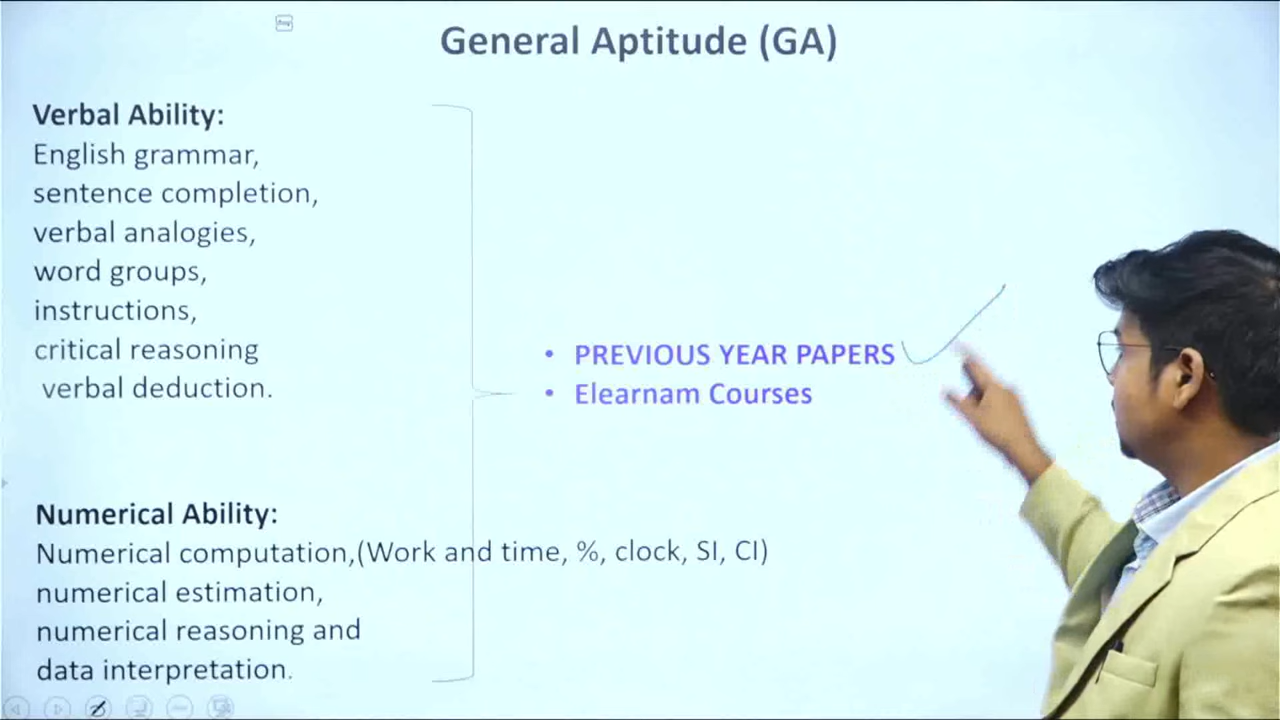 General Aptitude (GA)
Verbal Ability:
English grammar,
sentence completion,
verbal analogies,
word groups,
instructions,
critical reasoning
verbal deduction.
• PREVIOUS YEAR PAPERS
• Elearnam Courses
Numerical Ability:
Numerical computation,(Work and time, %, clock, SI, CI)
numerical estimation,
numerical reasoning and
data interpretation.